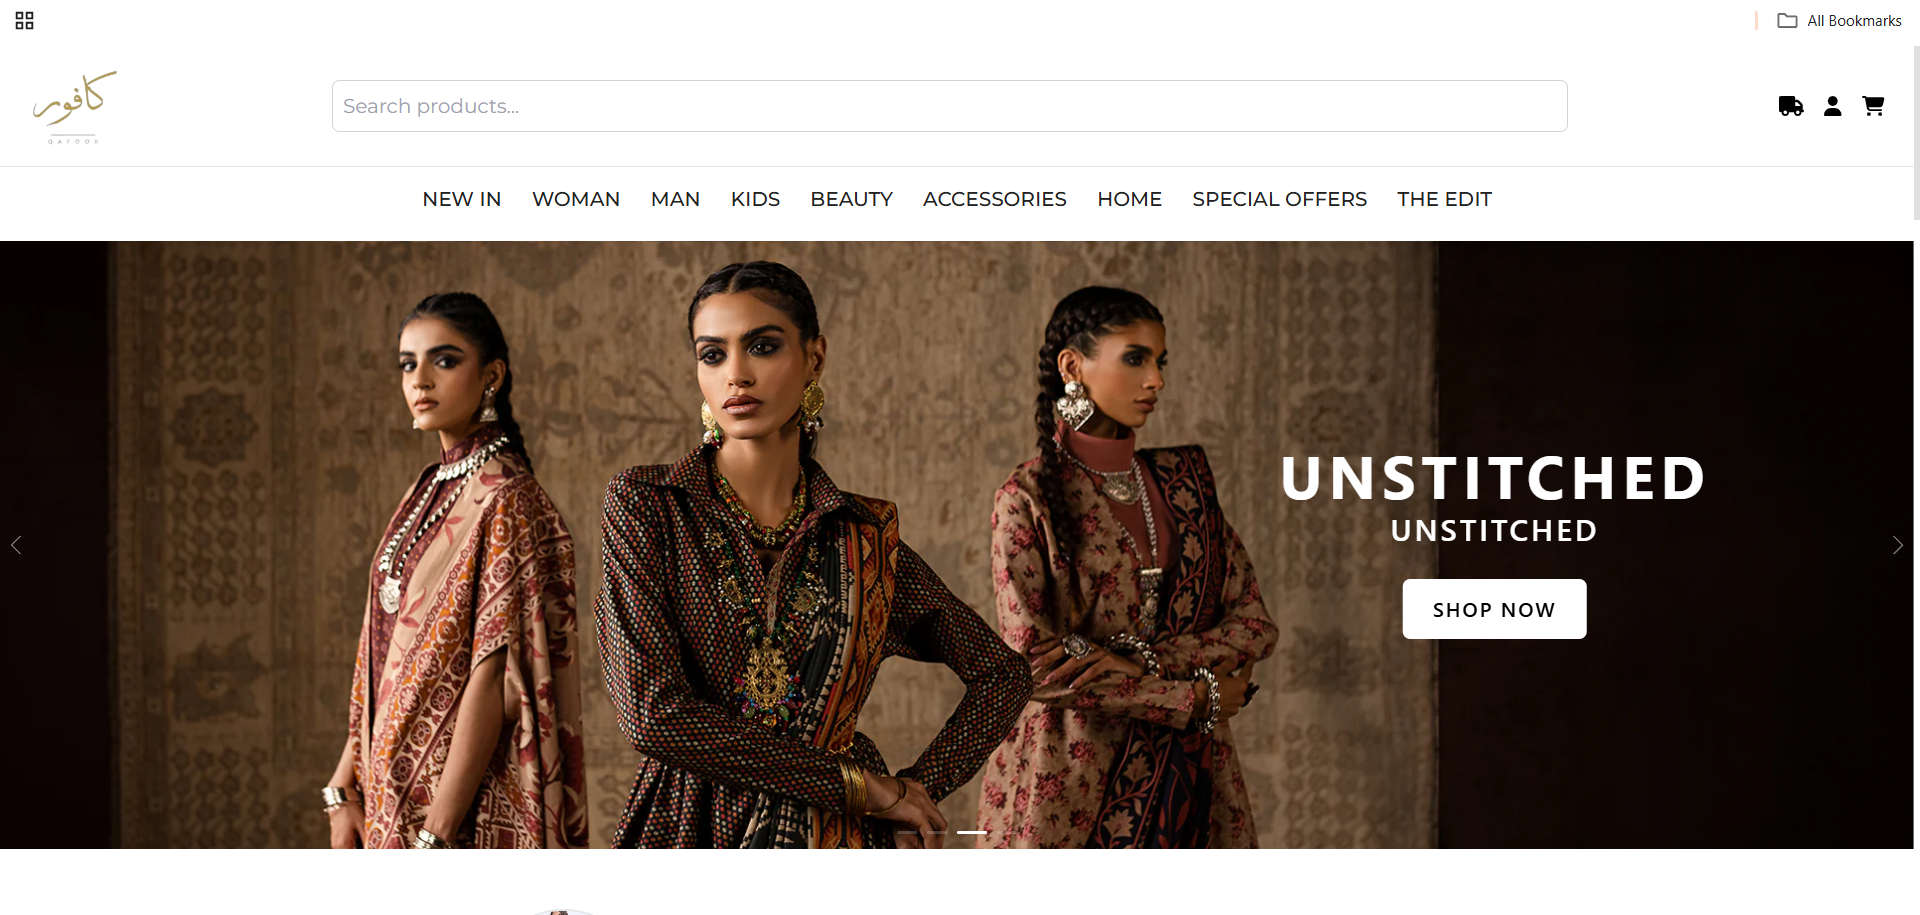 All Bookmarks
كافور
QAFOOR
Search products...
NEW IN WOMAN MAN KIDS BEAUTY ACCESSORIES HOME SPECIAL OFFERS THE EDIT
UNSTITCHED
UNSTITCHED
SHOP NOW